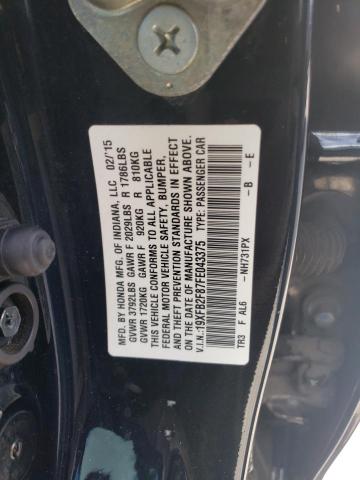 MFD. BY HONDA MFG. OF INDIANA, LLC 02/'15
GVWR 3792LBS GAWR F 2029LBS R 1786LBS
GVWR 1720KG GAWR F 920KG R 810KG
THIS VEHICLE CONFORMS TO ALL APPLICABLE
FEDERAL MOTOR VEHICLE SAFETY, BUMPER,
AND THEFT PREVENTION STANDARDS IN EFFECT
ON THE DATE OF MANUFACTURE SHOWN ABOVE.
V.I.N.:19XFB2F87FE043375 TYPE: PASSENGER CAR
-NH731PX -B -E
TR3 F AL6